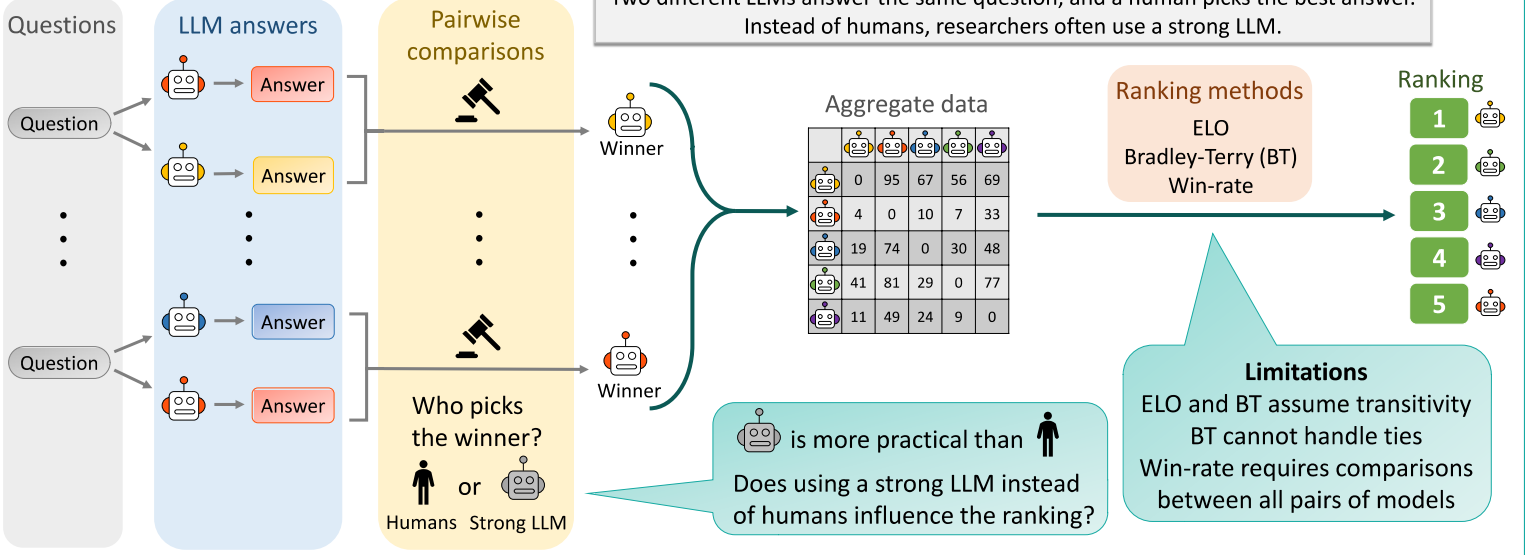 Two different LLMs answer the same question, and a human picks the best answer.
Instead of humans, researchers often use a strong LLM.
Questions
LLM answers
Pairwise
comparisons
Question
Answer
Answer
Winner
Question
Answer
Answer
Winner
Who picks
the winner?
or
Humans
Strong LLM
Aggregate data
0 95 67 56 69
4 0 10 7 33
19 74 0 30 48
41 81 29 0 77
11 49 24 9 0
is more practical than
Does using a strong LLM instead
of humans influence the ranking?
Ranking methods
ELO
Bradley-Terry (BT)
Win-rate
Limitations
ELO and BT assume transitivity
BT cannot handle ties
Win-rate requires comparisons
between all pairs of models
Ranking
1
2
3
4
5